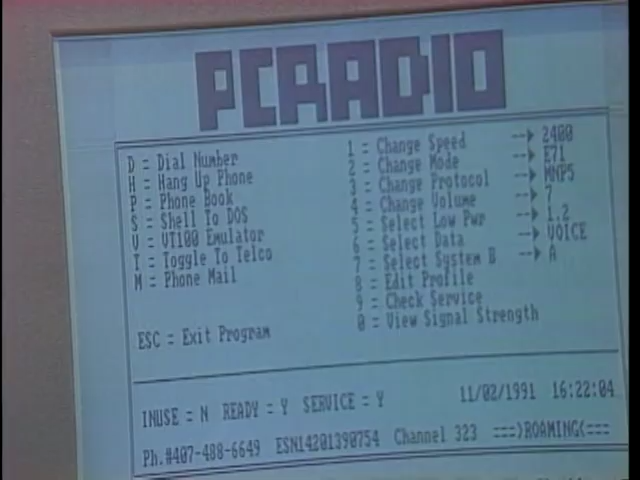 PCRADIO
D = Dial Number
H = Hang Up Phone
P = Phone Book
S = Shell To DOS
V = VT100 Emulator
T = Toggle To Telco
M = Phone Mail
ESC = Exit Program
1 = Change Speed --> 2400
2 = Change Mode --> E71
3 = Change Protocol --> MNP5
4 = Change Volume --> 7
5 = Select Low Pwr --> 1.2
6 = Select Data --> VOICE
7 = Select System B --> A
8 = Edit Profile
9 = Check Service
0 = View Signal Strength
INUSE = N READY = Y SERVICE = Y 11/02/1991 16:22:04
Ph.#407-488-6649 ESN14201390754 Channel 323 ===)ROAMING(===